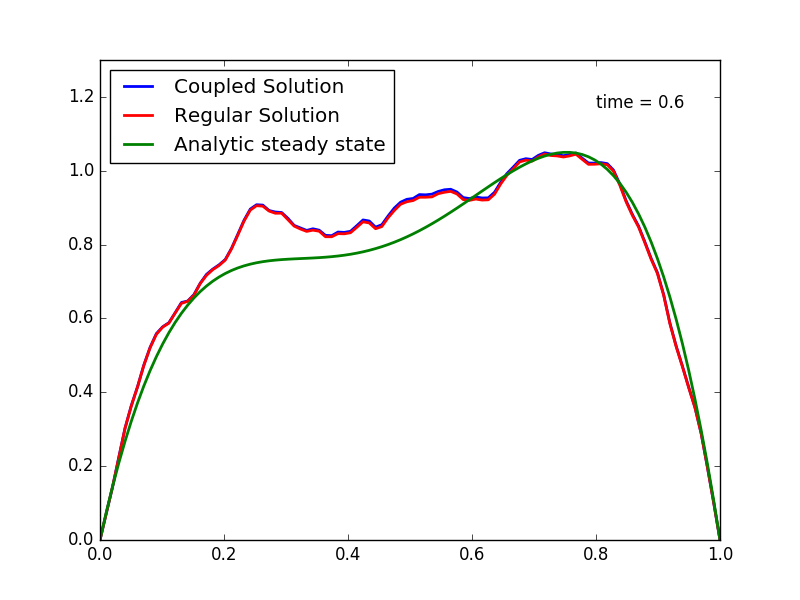 Coupled Solution
Regular Solution
Analytic steady state
time = 0.6
1.2
1.0
0.8
0.6
0.4
0.2
0.0
0.0 0.2 0.4 0.6 0.8 1.0